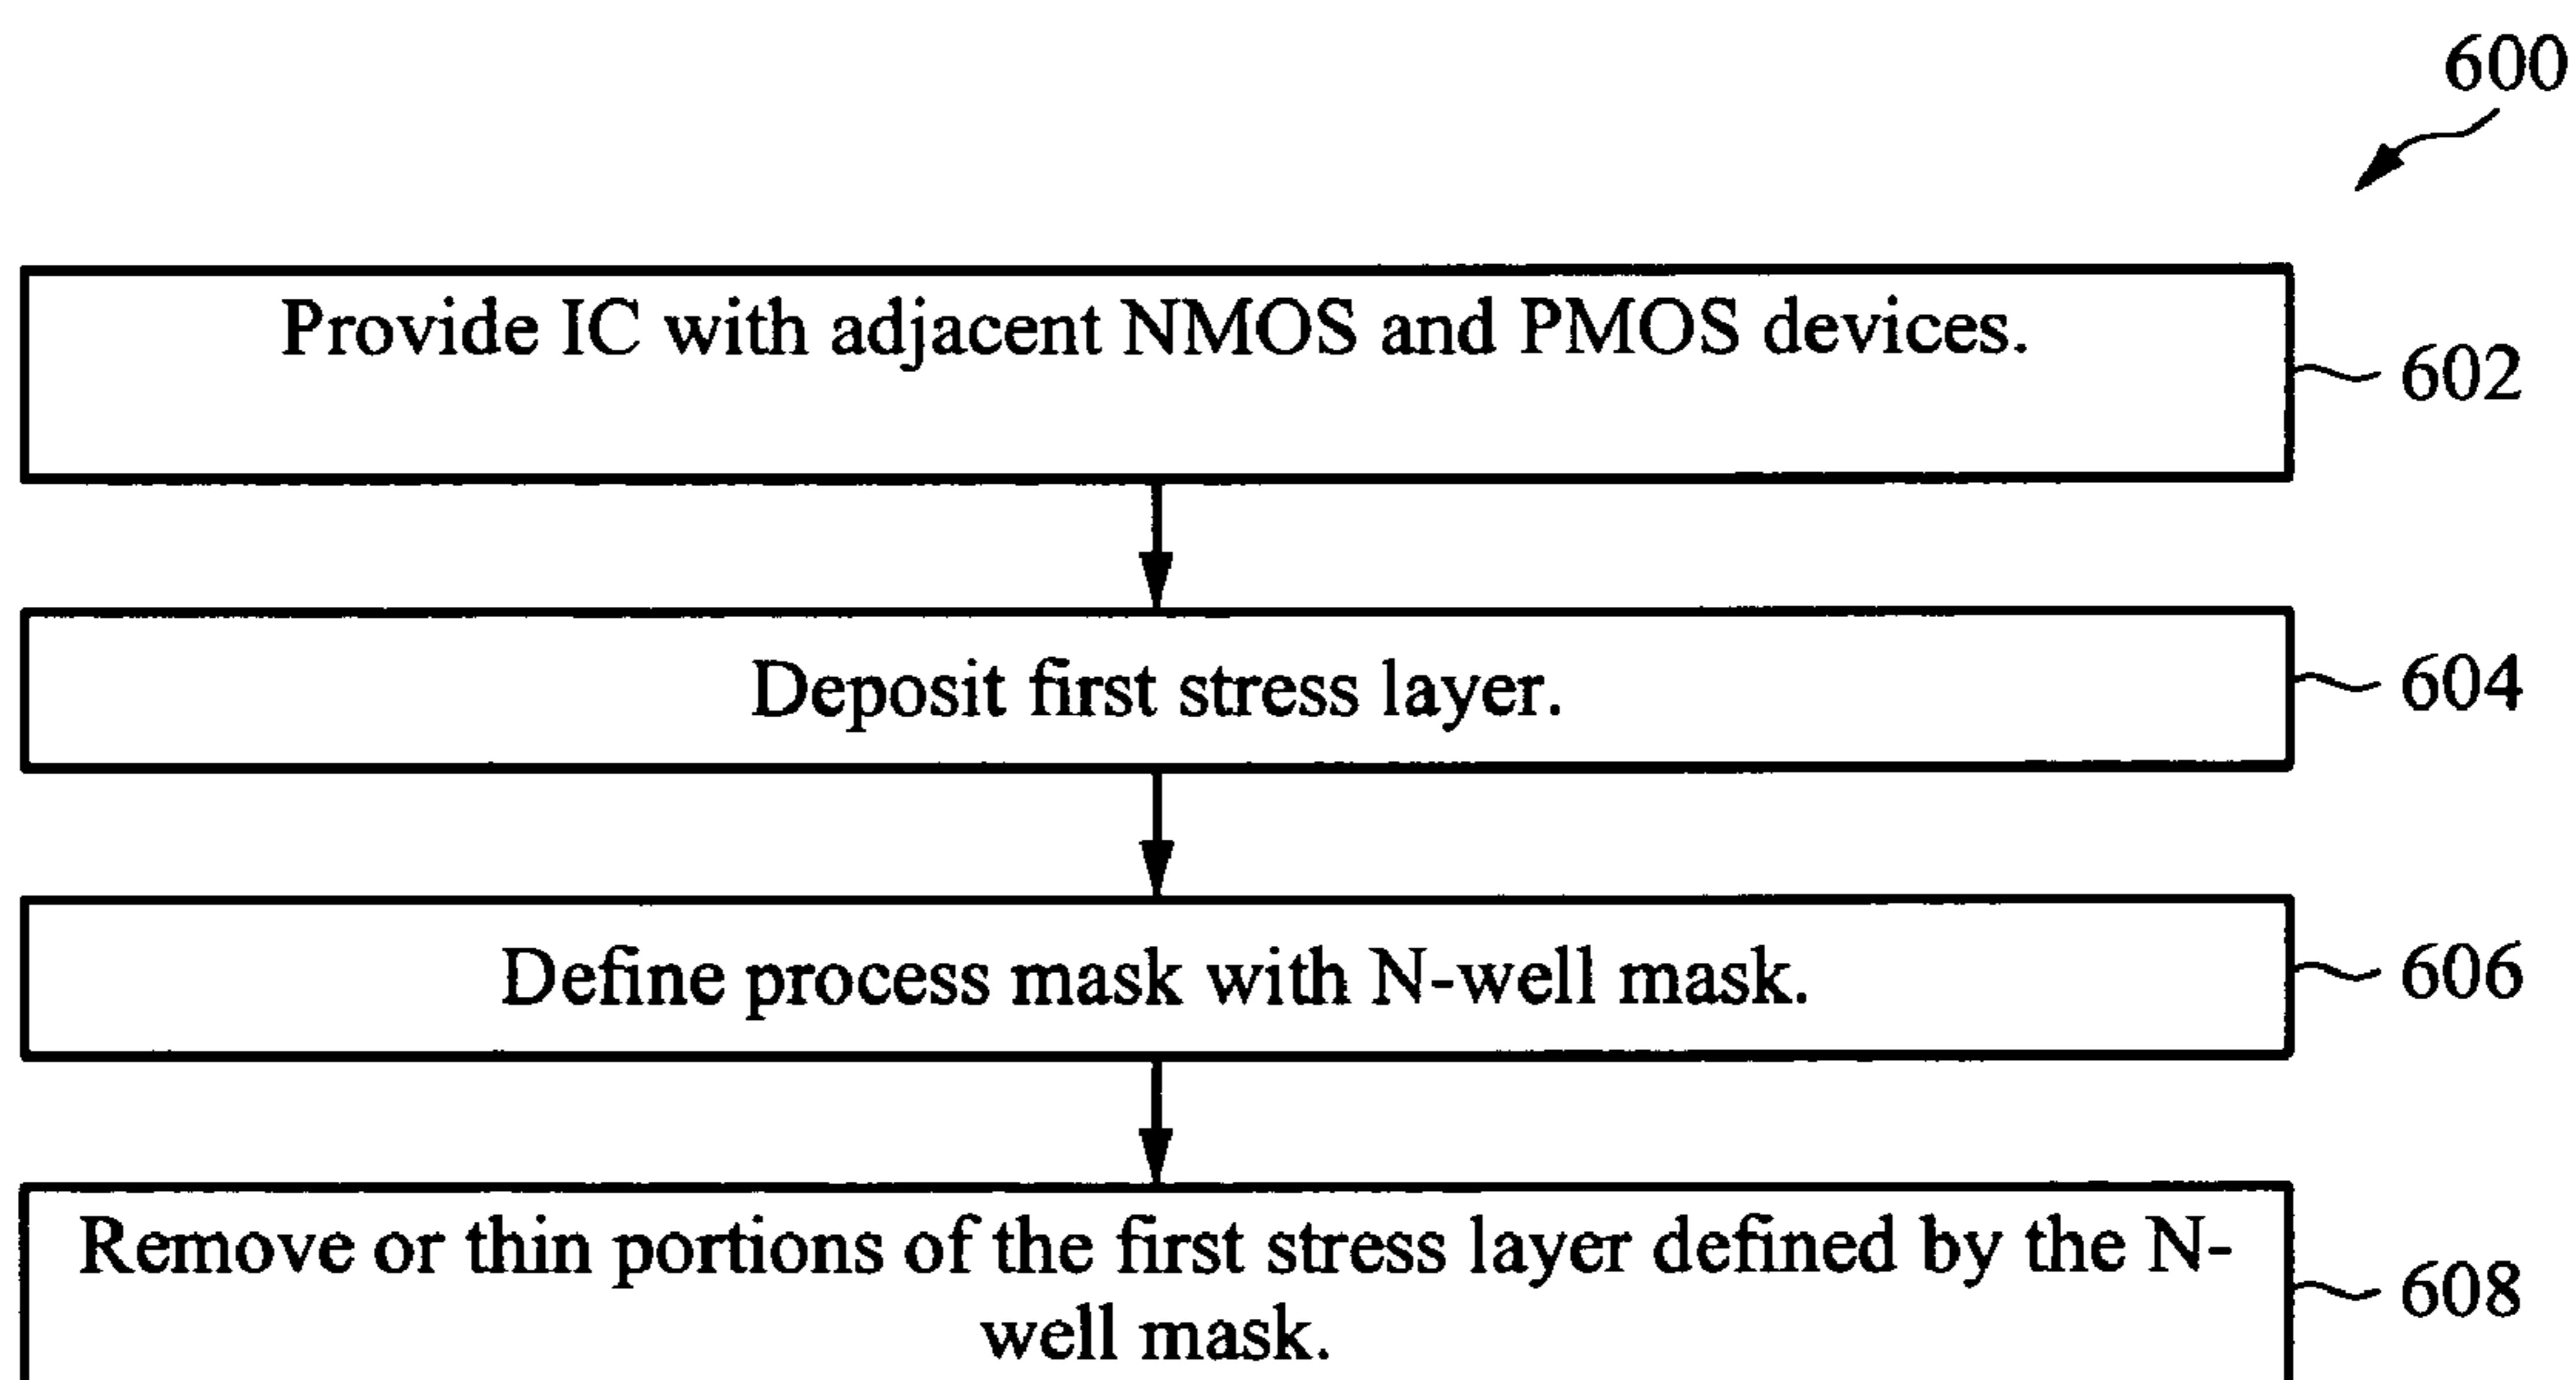 600
Provide IC with adjacent NMOS and PMOS devices.
602
Deposit first stress layer.
604
Define process mask with N-well mask.
606
Remove or thin portions of the first stress layer defined by the N-
well mask.
608